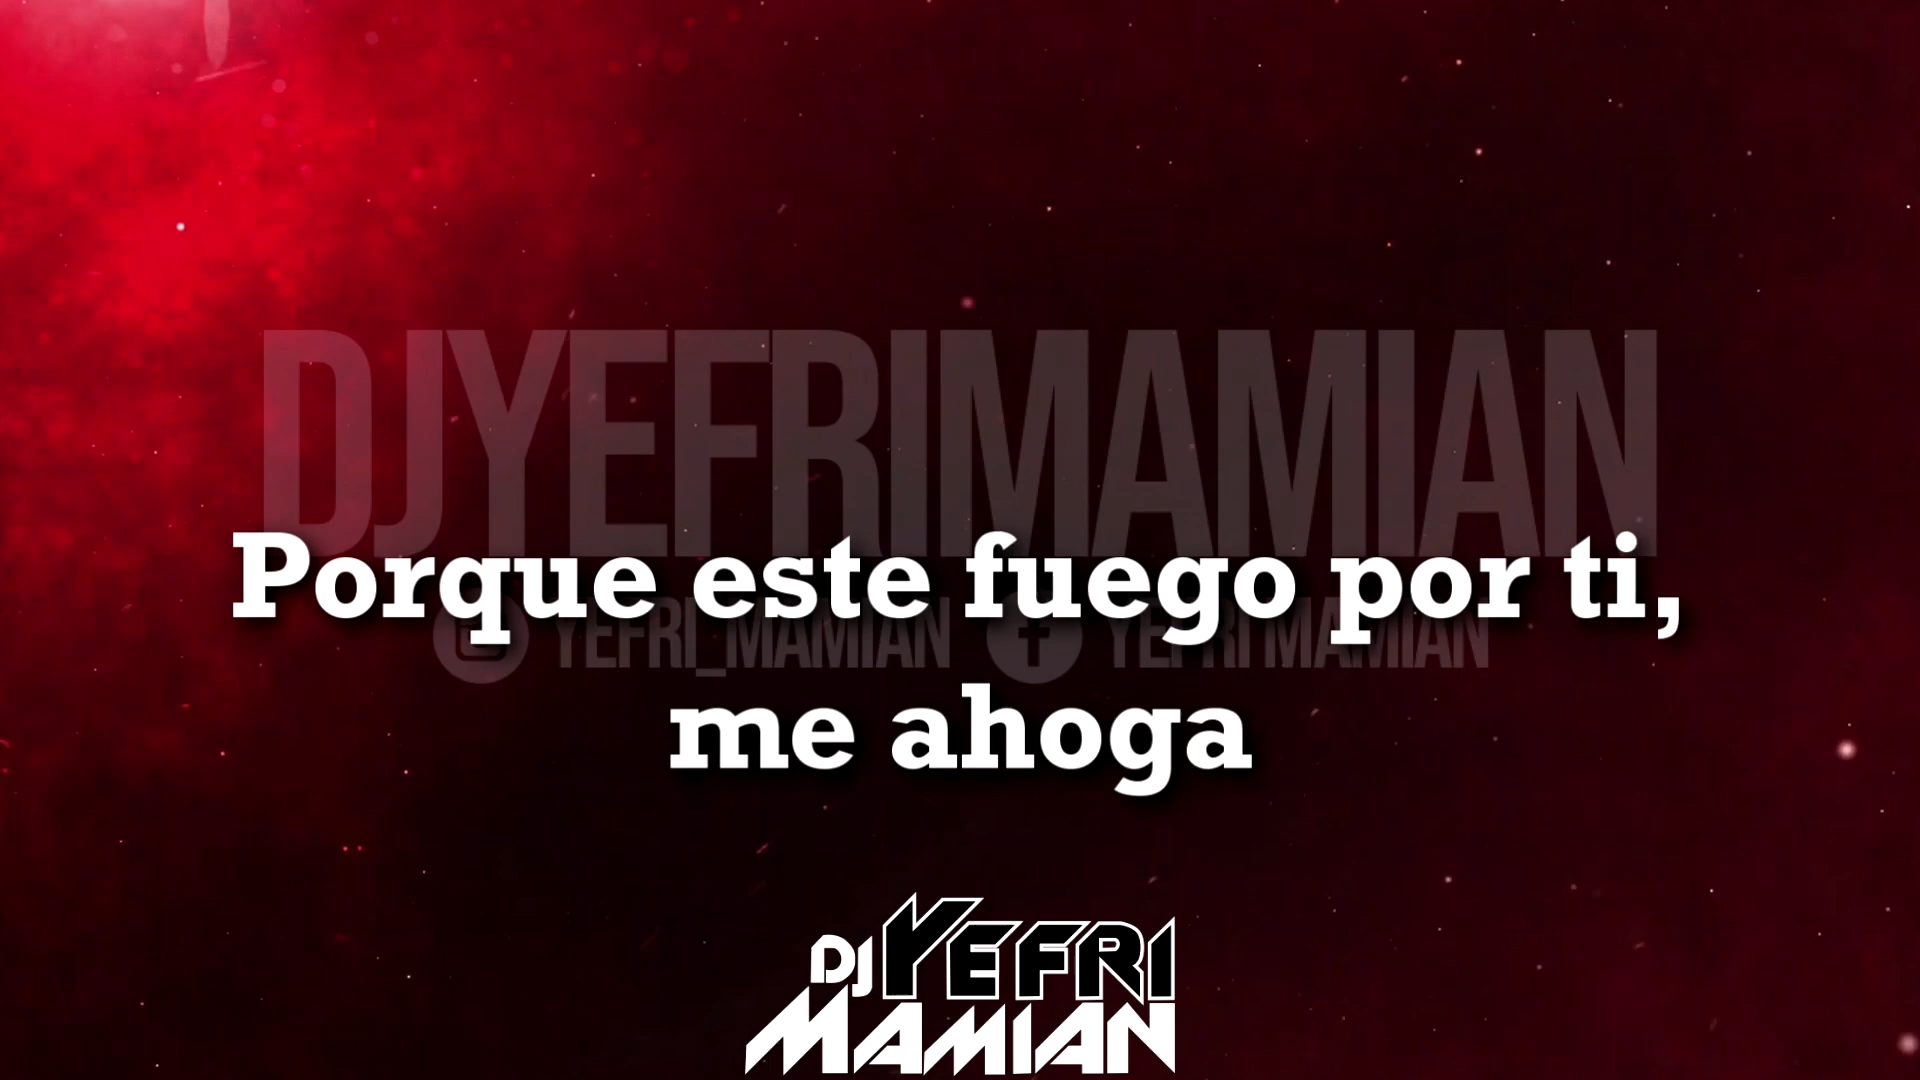 DJYEFRIMAMIAN
Porque este fuego por ti,
YEFRI_MAMIAN f YEFRI MAMIAN
me ahoga
DJ YEFRI
MAMIAN